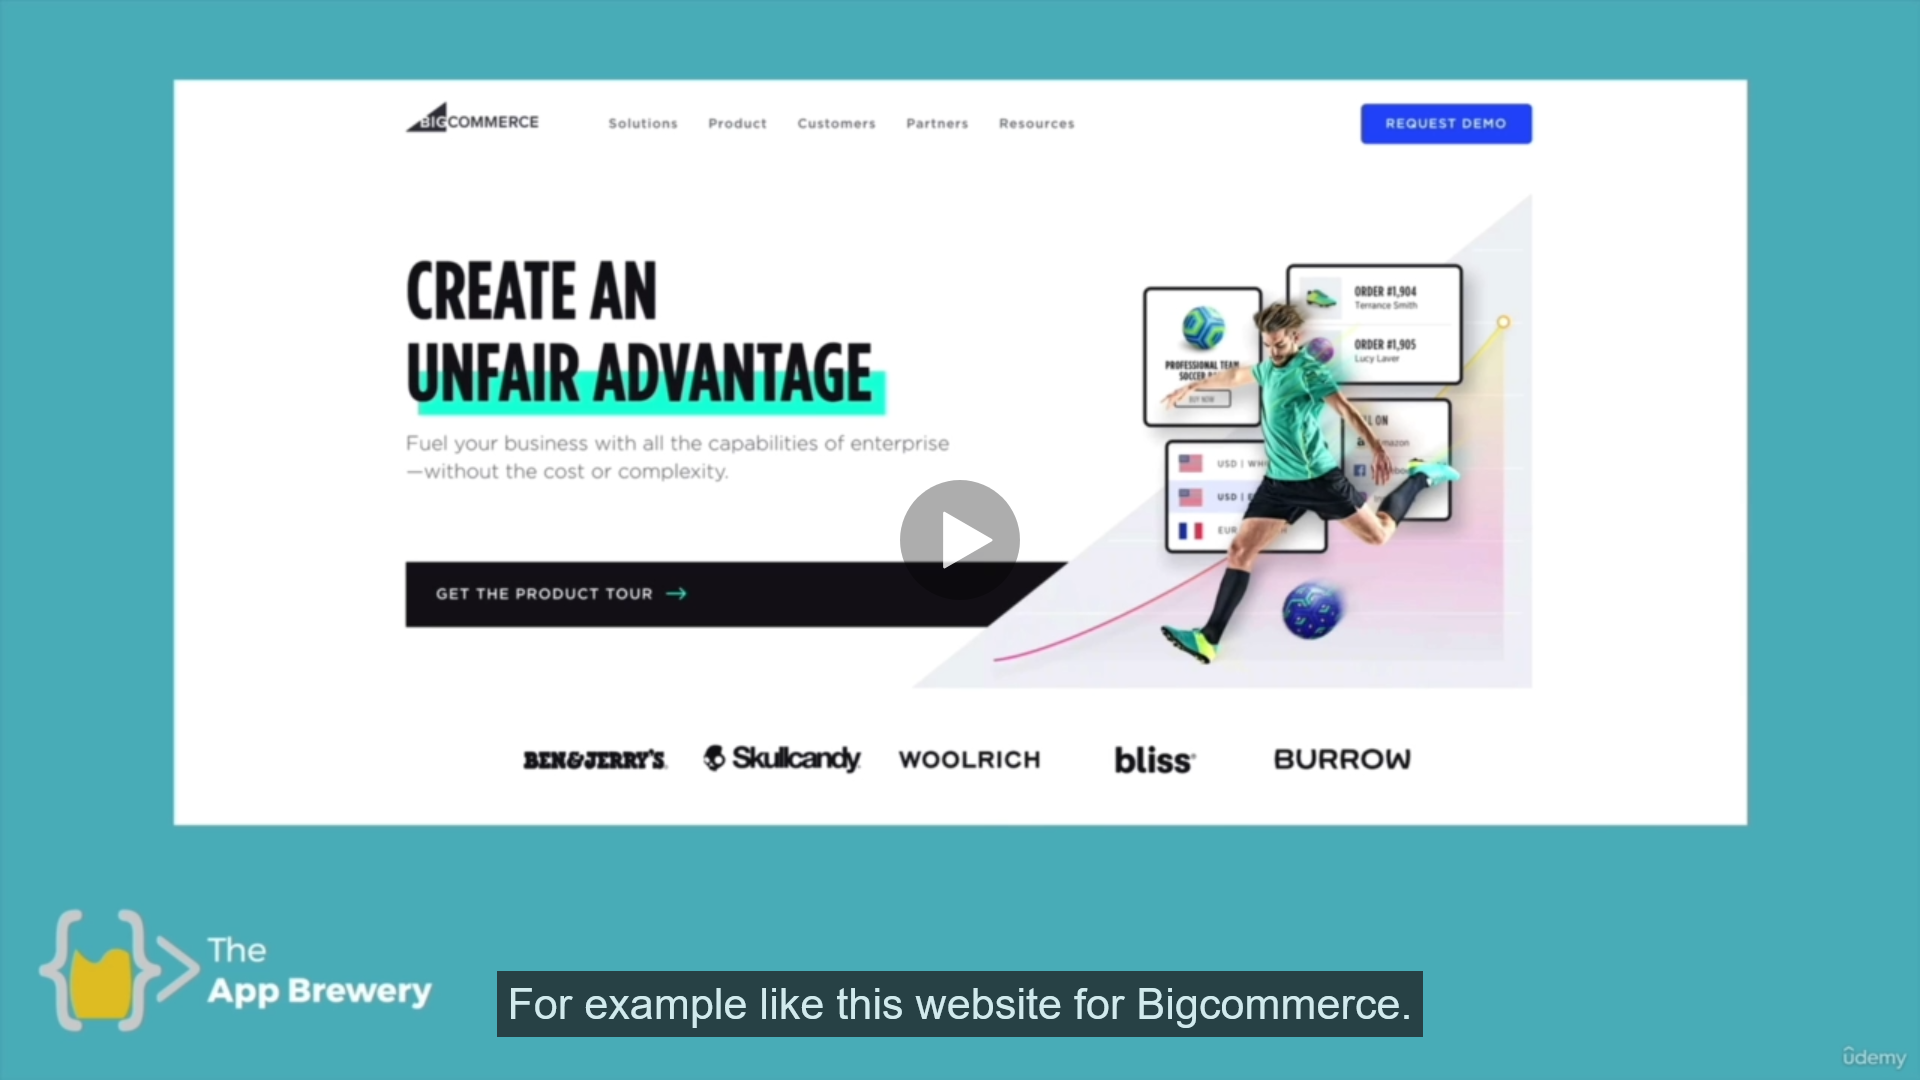 BIGCOMMERCE
Solutions Product Customers Partners Resources
REQUEST DEMO
CREATE AN
UNFAIR ADVANTAGE
Fuel your business with all the capabilities of enterprise
—without the cost or complexity.
GET THE PRODUCT TOUR →
PROFESSIONAL TEAM
SOCCER
BUY NOW
ORDER #1,904
Terrance Smith
ORDER #1,905
Lucy Laver
ON
USD |
USD |
EUR
BEN&JERRY'S
Skullcandy
WOOLRICH
bliss
BURROW
The
App Brewery
For example like this website for Bigcommerce.
udemy